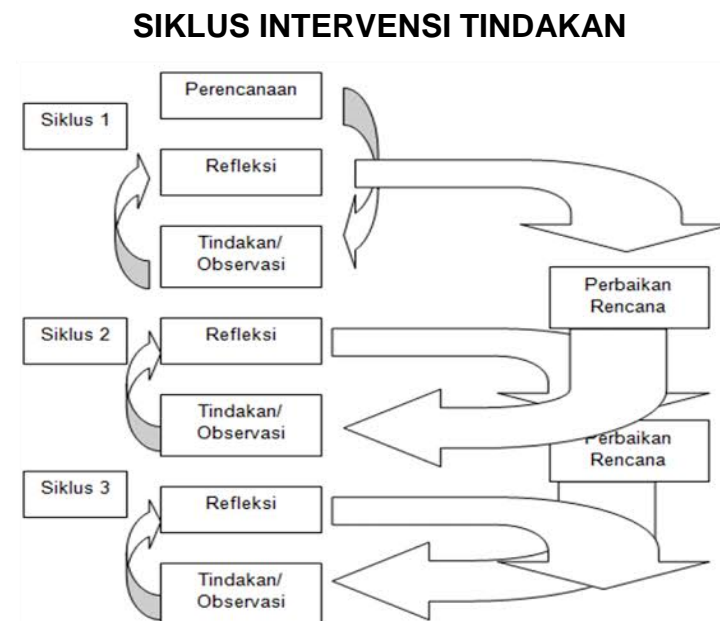 SIKLUS INTERVENSI TINDAKAN
Perencanaan
Siklus 1
Refleksi
Tindakan/
Observasi
Perbaikan
Rencana
Siklus 2
Refleksi
Tindakan/
Observasi
Perbaikan
Rencana
Siklus 3
Refleksi
Tindakan/
Observasi